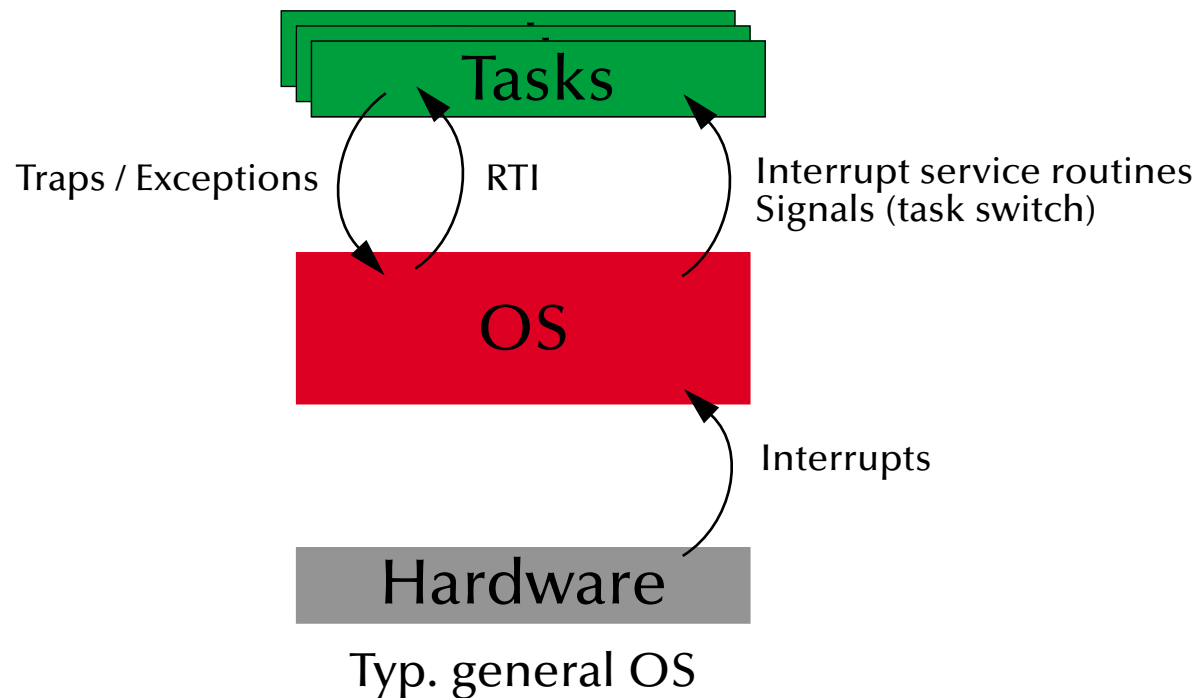 Tasks
Traps / Exceptions
RTI
Interrupt service routines
Signals (task switch)
OS
Interrupts
Hardware
Typ. general OS